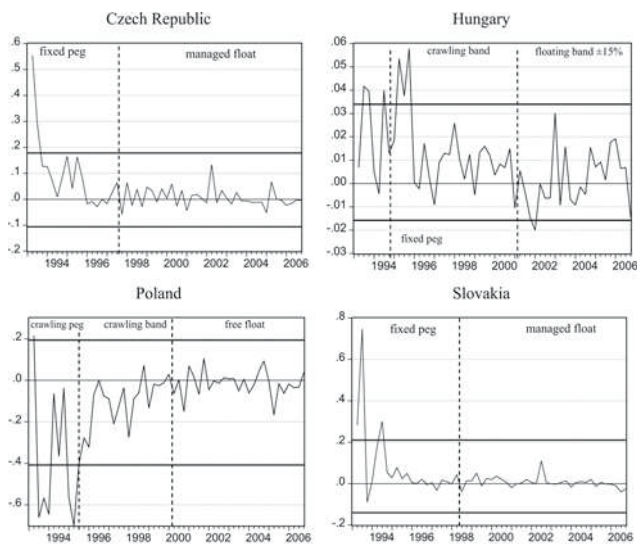 Czech Republic
fixed peg
managed float
.6
.5
.4
.3
.2
.1
.0
-.1
-.2
1994 1996 1998 2000 2002 2004 2006
Hungary
crawling band
floating band ±15%
fixed peg
.06
.05
.04
.03
.02
.01
.00
-.01
-.02
-.03
1994 1996 1998 2000 2002 2004 2006
Poland
crawling peg
crawling band
free float
.2
.0
-.2
-.4
-.6
1994 1996 1998 2000 2002 2004 2006
Slovakia
fixed peg
managed float
.8
.6
.4
.2
.0
-.2
1994 1996 1998 2000 2002 2004 2006